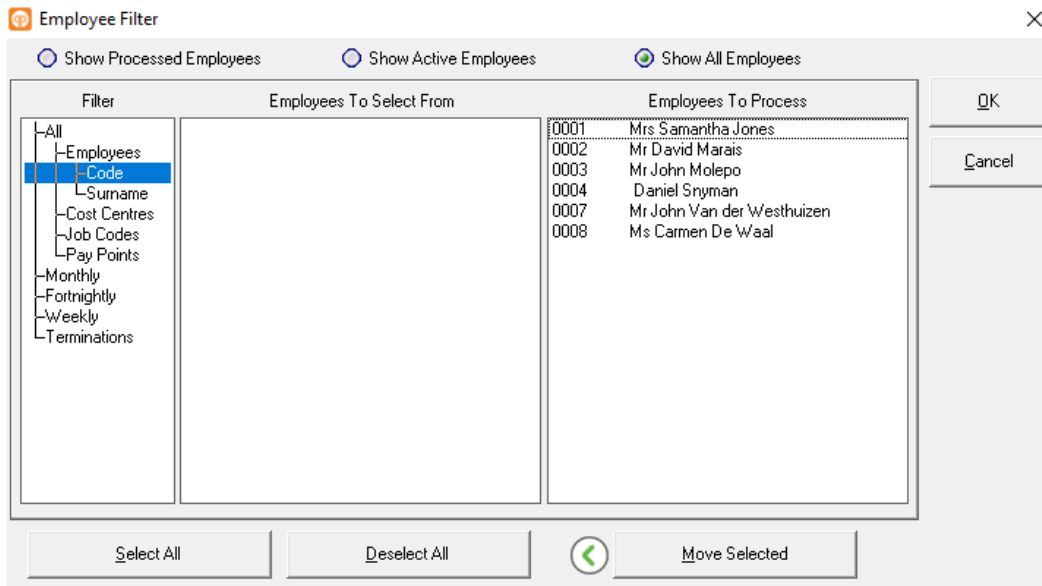 Employee Filter
Show Processed Employees Show Active Employees Show All Employees
Filter Employees To Select From Employees To Process
OK
Cancel
All
Employees
Code
Surname
Cost Centres
Job Codes
Pay Points
Monthly
Fortnightly
Weekly
Terminations
0001 Mrs Samantha Jones
0002 Mr David Marais
0003 Mr John Molepo
0004 Daniel Snyman
0007 Mr John Van der Westhuizen
0008 Ms Carmen De Waal
Select All Deselect All Move Selected